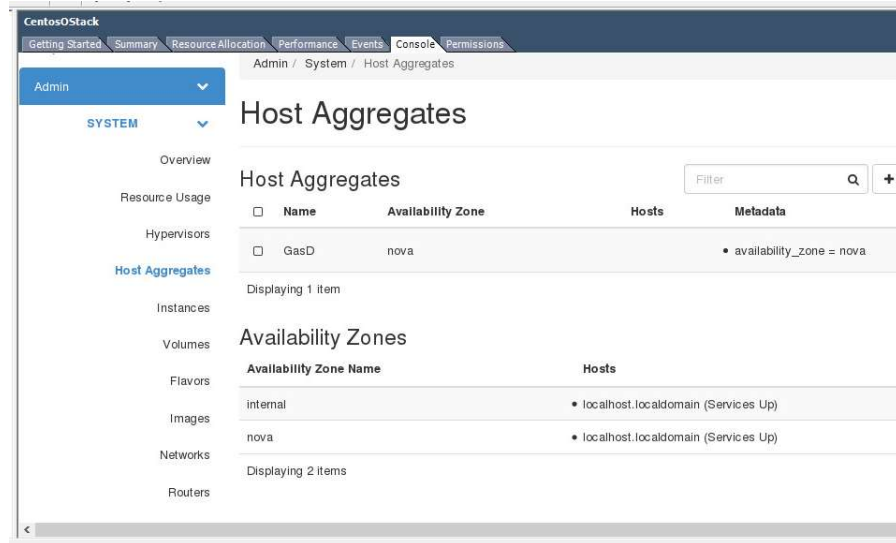 CentosOStack
Getting Started Summary Resource Allocation Performance Events Console Permissions
Admin / System / Host Aggregates
Admin
SYSTEM
Overview
Resource Usage
Hypervisors
Host Aggregates
Instances
Volumes
Flavors
Images
Networks
Routers
Host Aggregates
Host Aggregates
Filter
Name Availability Zone Hosts Metadata
GasD nova • availability_zone = nova
Displaying 1 item
Availability Zones
Availability Zone Name Hosts
internal • localhost.localdomain (Services Up)
nova • localhost.localdomain (Services Up)
Displaying 2 items